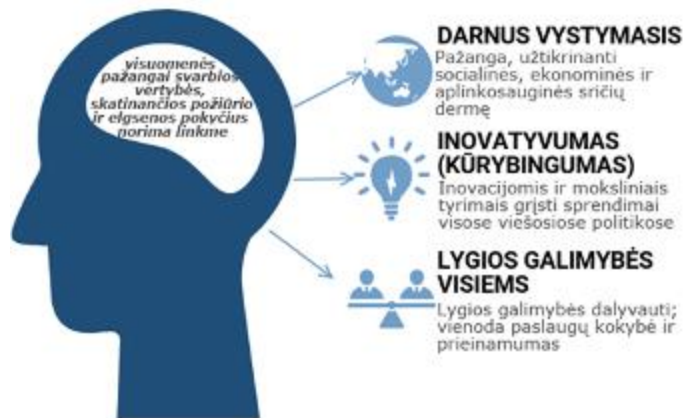 visuomenės
pažangai svarbios
vertybės,
skatinančios požiūrio
ir elgsenos pokyčius
norima linkme
DARNUS VYSTYMASIS
Pažanga, užtikrinanti
socialinės, ekonominės ir
aplinkosauginės sričių
dermę
INOVATYVUMAS
(KŪRYBINGUMAS)
Inovacijomis ir moksliniais
tyrimais grįsti sprendimai
visose viešosiose politikose
LYGIOS GALIMYBĖS
VISIEMS
Lygios galimybės dalyvauti;
vienoda paslaugų kokybė ir
prieinamumas